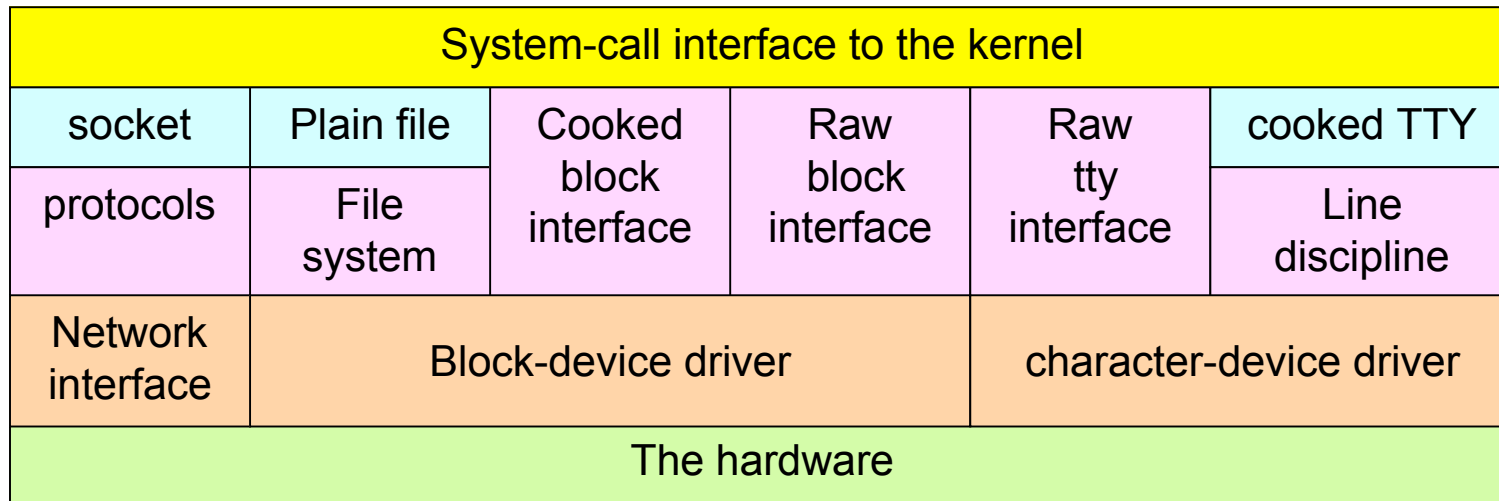 System-call interface to the kernel
socket
Plain file
Cooked
block
interface
Raw
block
interface
Raw
tty
interface
cooked TTY
protocols
File
system
Line
discipline
Network
interface
Block-device driver
character-device driver
The hardware